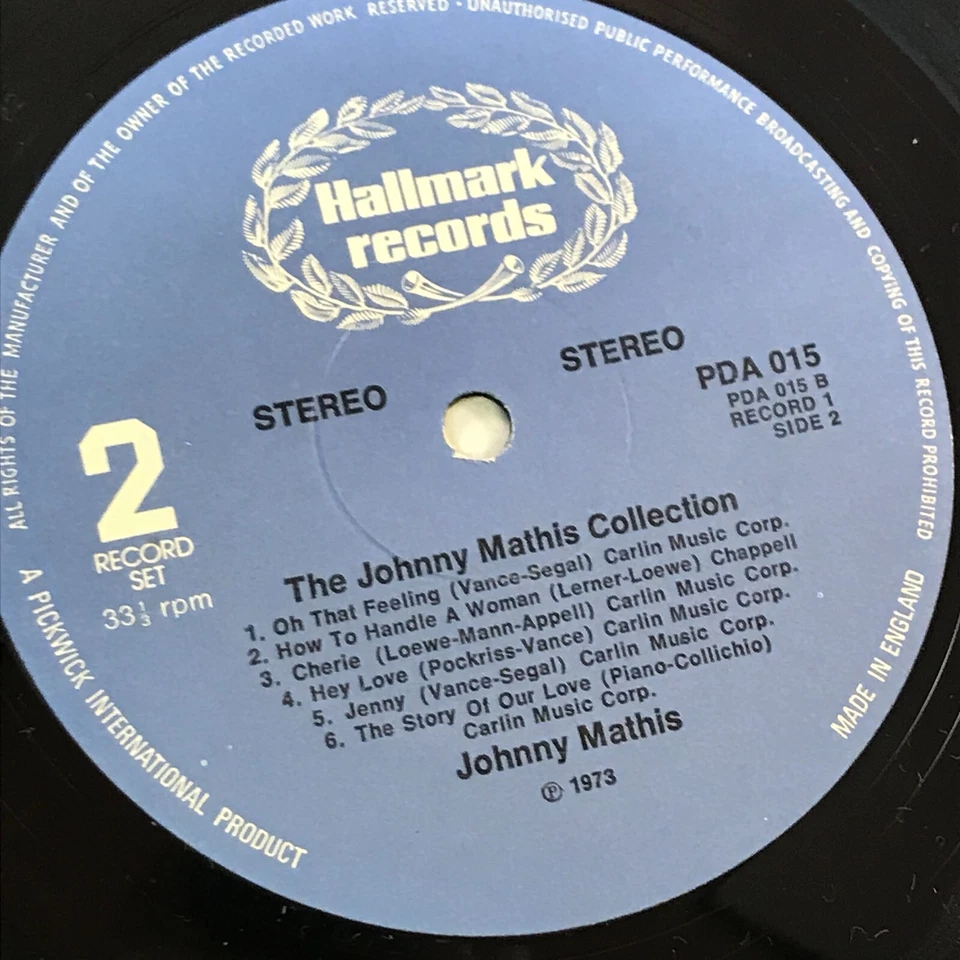 ALL RIGHTS OF THE MANUFACTURER AND OF THE OWNER OF THE RECORDED WORK RESERVED · UNAUTHORISED PUBLIC PERFORMANCE BROADCASTING AND COPYING OF THIS RECORD PROHIBITED
Hallmark
records
STEREO
STEREO
PDA 015
PDA 015 B
RECORD 1
SIDE 2
2
RECORD
SET
33⅓ rpm
The Johnny Mathis Collection
1. Oh That Feeling (Vance-Segal) Carlin Music Corp.
2. How To Handle A Woman (Lerner-Loewe) Chappell
3. Cherie (Loewe-Mann-Appell) Carlin Music Corp.
4. Hey Love (Pockriss-Vance) Carlin Music Corp.
5. Jenny (Vance-Segal) Carlin Music Corp.
6. The Story Of Our Love (Piano-Collichio)
Carlin Music Corp.
Johnny Mathis
℗ 1973
A PICKWICK INTERNATIONAL PRODUCT
MADE IN ENGLAND